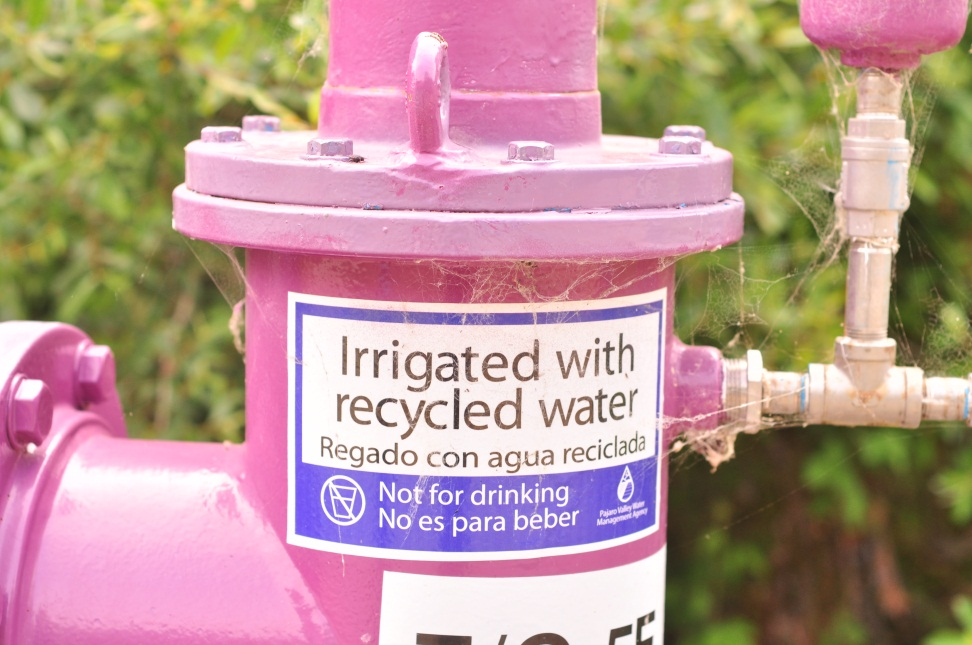 Irrigated with
recycled water
Regado con agua reciclada
Not for drinking
No es para beber
Pajaro Valley Water
Management Agency